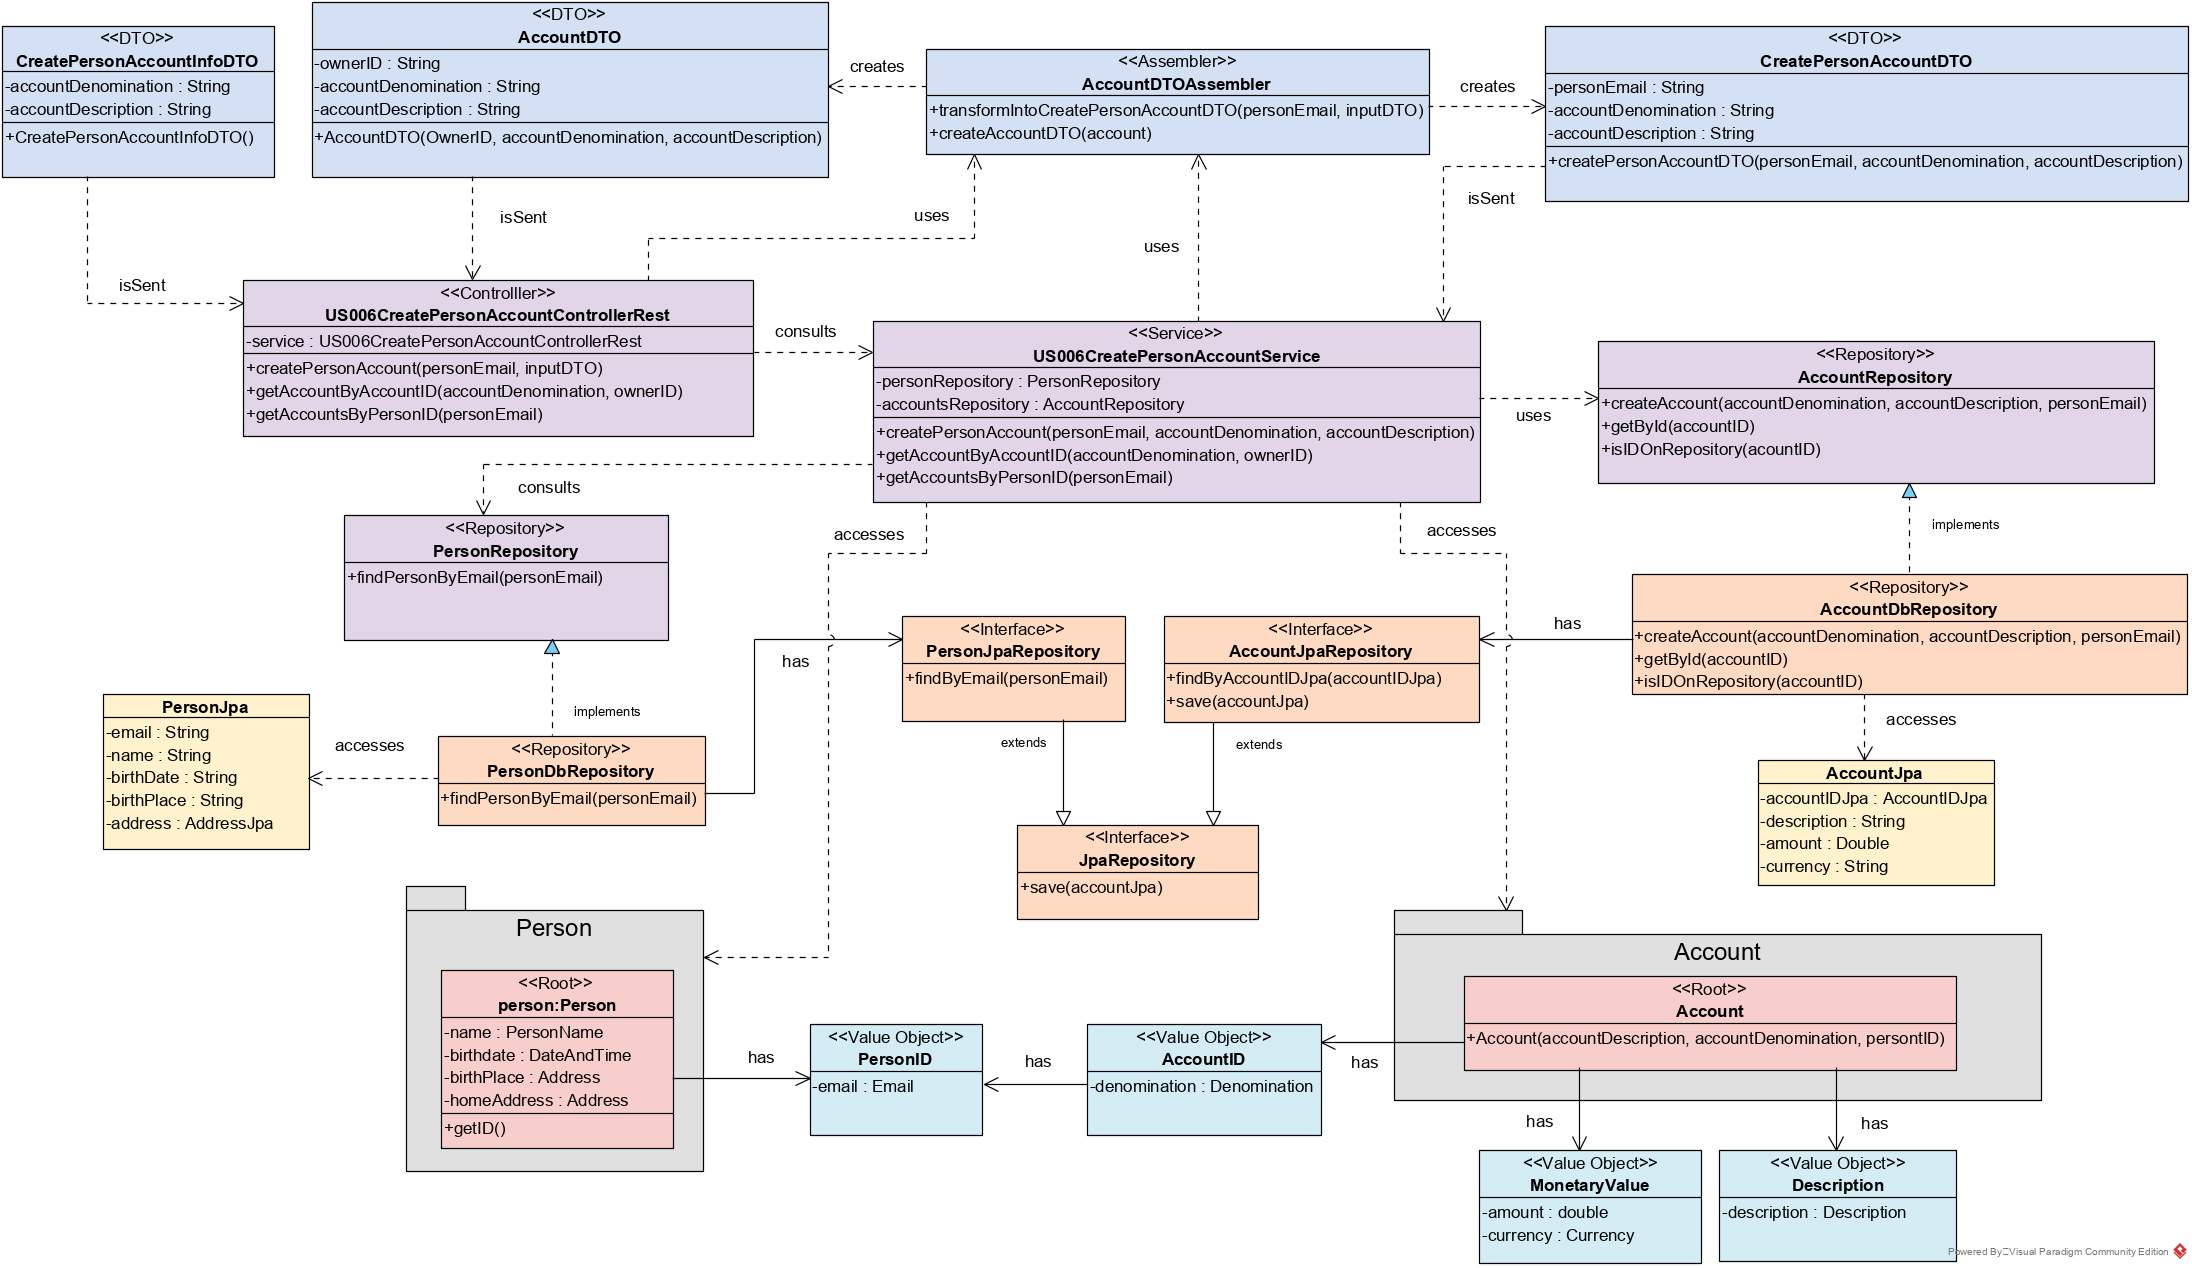 <<DTO>>
CreatePersonAccountInfoDTO
-accountDenomination : String
-accountDescription : String
+CreatePersonAccountInfoDTO()
<<DTO>>
AccountDTO
-ownerID : String
-accountDenomination : String
-accountDescription : String
+AccountDTO(OwnerID, accountDenomination, accountDescription)
creates
<<Assembler>>
AccountDTOAssembler
+transformIntoCreatePersonAccountDTO(personEmail, inputDTO)
+createAccountDTO(account)
creates
<<DTO>>
CreatePersonAccountDTO
-personEmail : String
-accountDenomination : String
-accountDescription : String
+createPersonAccountDTO(personEmail, accountDenomination, accountDescription)
isSent
isSent
uses
uses
isSent
<<Controlller>>
US006CreatePersonAccountControllerRest
-service : US006CreatePersonAccountControllerRest
+createPersonAccount(personEmail, inputDTO)
+getAccountByAccountID(accountDenomination, ownerID)
+getAccountsByPersonID(personEmail)
consults
<<Service>>
US006CreatePersonAccountService
-personRepository : PersonRepository
-accountsRepository : AccountRepository
+createPersonAccount(personEmail, accountDenomination, accountDescription)
+getAccountByAccountID(accountDenomination, ownerID)
+getAccountsByPersonID(personEmail)
uses
<<Repository>>
AccountRepository
+createAccount(accountDenomination, accountDescription, personEmail)
+getById(accountID)
+isIDOnRepository(acountID)
consults
accesses
accesses
implements
<<Repository>>
PersonRepository
+findPersonByEmail(personEmail)
implements
<<Repository>>
AccountDbRepository
+createAccount(accountDenomination, accountDescription, personEmail)
+getById(accountID)
+isIDOnRepository(accountID)
has
<<Interface>>
PersonJpaRepository
+findByEmail(personEmail)
<<Interface>>
AccountJpaRepository
+findByAccountIDJpa(accountIDJpa)
+save(accountJpa)
has
accesses
PersonJpa
-email : String
-name : String
-birthDate : String
-birthPlace : String
-address : AddressJpa
accesses
<<Repository>>
PersonDbRepository
+findPersonByEmail(personEmail)
extends
extends
<<Interface>>
JpaRepository
+save(accountJpa)
AccountJpa
-accountIDJpa : AccountIDJpa
-description : String
-amount : Double
-currency : String
Person
<<Root>>
person:Person
-name : PersonName
-birthdate : DateAndTime
-birthPlace : Address
-homeAddress : Address
+getID()
has
<<Value Object>>
PersonID
-email : Email
has
<<Value Object>>
AccountID
-denomination : Denomination
has
Account
<<Root>>
Account
+Account(accountDescription, accountDenomination, persontID)
has
has
<<Value Object>>
MonetaryValue
-amount : double
-currency : Currency
<<Value Object>>
Description
-description : Description
Powered By Visual Paradigm Community Edition